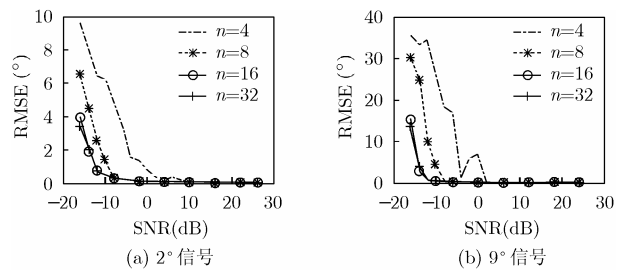 10
8
6
4
2
0
−20 −10 0 10 20 30
RMSE (°)
SNR(dB)
n=4
n=8
n=16
n=32
(a) 2°信号
40
30
20
10
0
−20 −10 0 10 20 30
RMSE (°)
SNR(dB)
n=4
n=8
n=16
n=32
(b) 9°信号